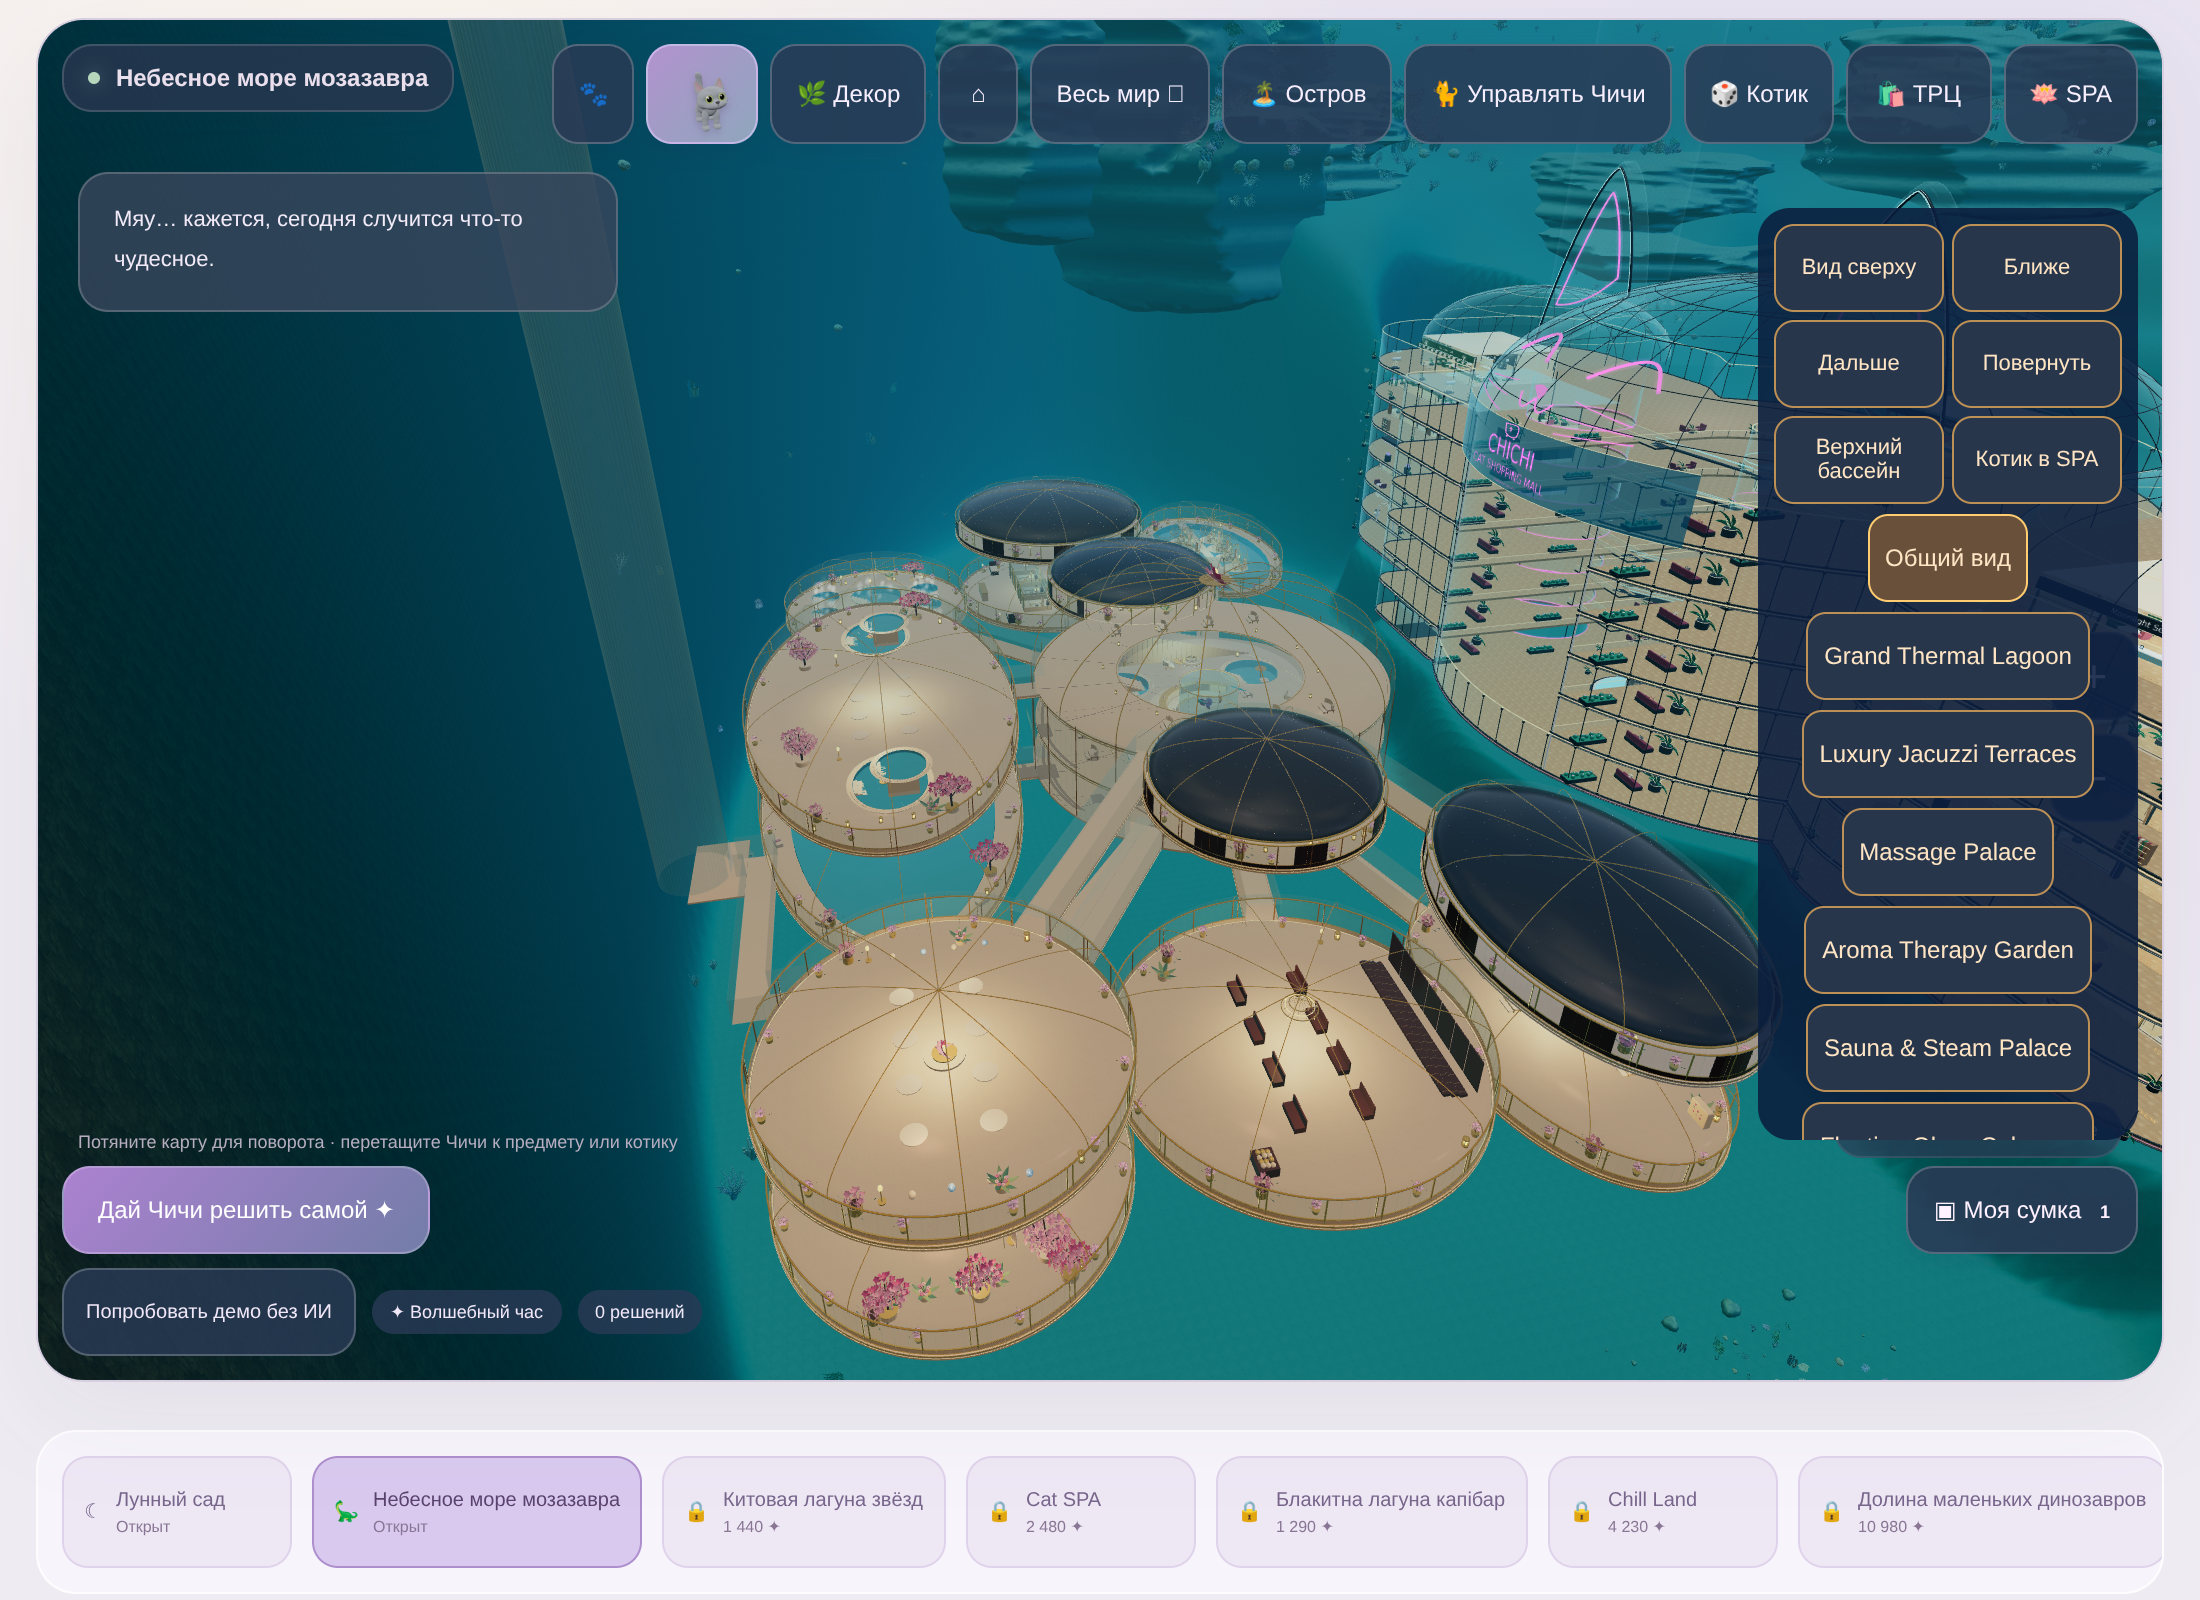 Небесное море мозазавра
🌿 Декор
Весь мир
🏝️ Остров
🐈 Управлять Чичи
🎲 Котик
🛍️ ТРЦ
🪷 SPA
Мяу… кажется, сегодня случится что-то
чудесное.
Вид сверху
Ближе
Дальше
Повернуть
Верхний
бассейн
Котик в SPA
Общий вид
Grand Thermal Lagoon
Luxury Jacuzzi Terraces
Massage Palace
Aroma Therapy Garden
Sauna & Steam Palace
CHICHI
CAT SHOPPING MALL
Потяните карту для поворота · перетащите Чичи к предмету или котику
Дай Чичи решить самой ✦
▣ Моя сумка 1
Попробовать демо без ИИ
✦ Волшебный час
0 решений
Лунный сад
Открыт
Небесное море мозазавра
Открыт
Китовая лагуна звёзд
1 440 ✦
Cat SPA
2 480 ✦
Блакитна лагуна капібар
1 290 ✦
Chill Land
4 230 ✦
Долина маленьких динозавров
10 980 ✦